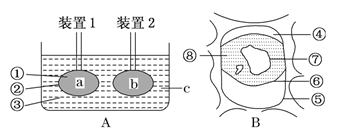 装置1 装置2
① a b ② ③ c
A
④ ⑧ ⑦ ⑥ ⑤
B